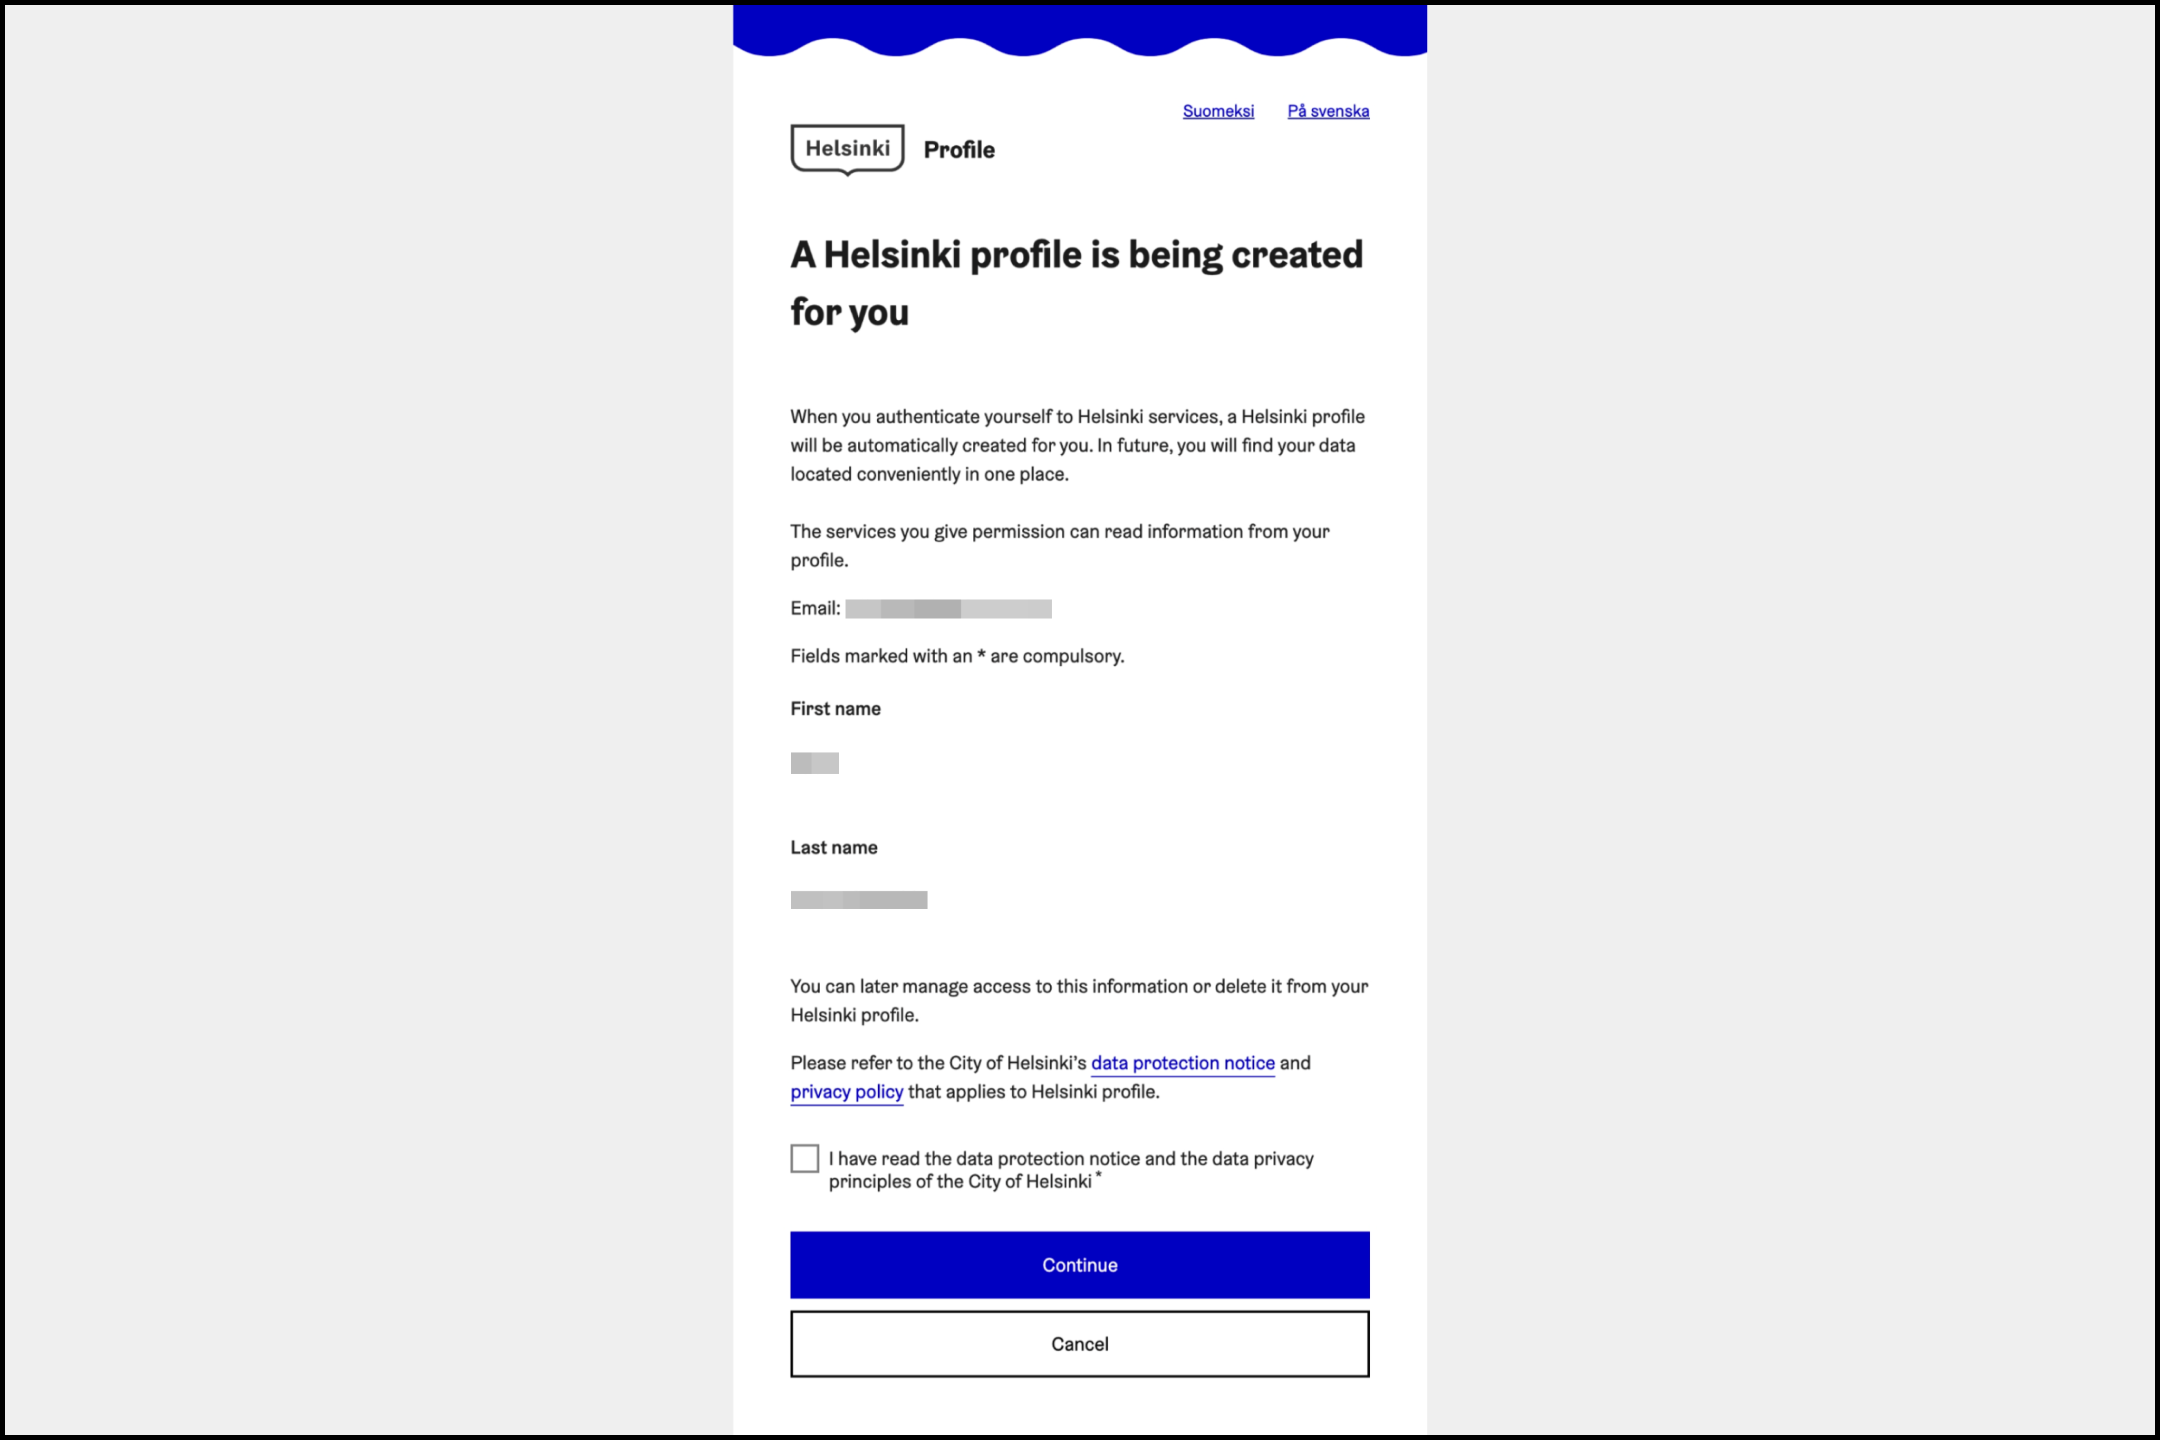 Suomeksi På svenska
Helsinki Profile
A Helsinki profile is being created
for you
When you authenticate yourself to Helsinki services, a Helsinki profile
will be automatically created for you. In future, you will find your data
located conveniently in one place.
The services you give permission can read information from your
profile.
Email:
Fields marked with an * are compulsory.
First name
Last name
You can later manage access to this information or delete it from your
Helsinki profile.
Please refer to the City of Helsinki's data protection notice and
privacy policy that applies to Helsinki profile.
I have read the data protection notice and the data privacy
principles of the City of Helsinki *
Continue
Cancel